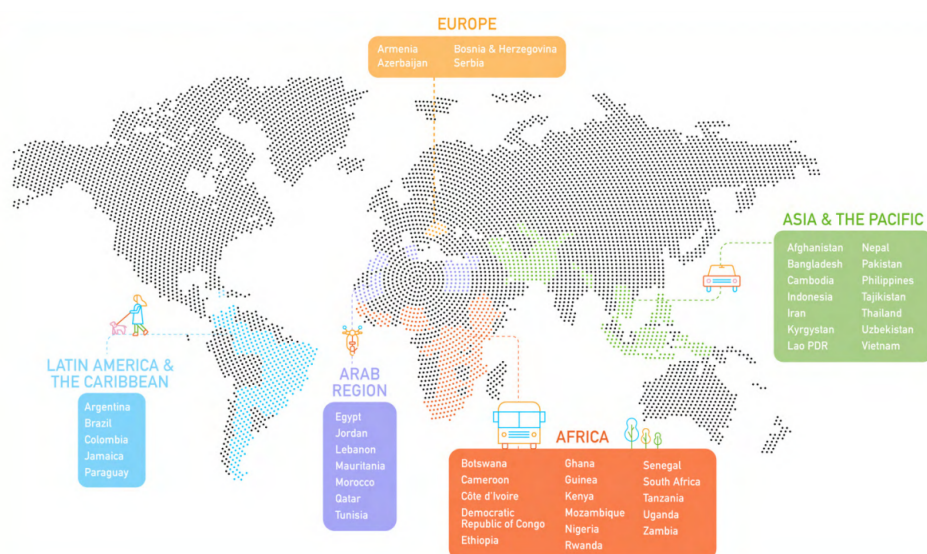 EUROPE
Armenia
Azerbaijan
Bosnia & Herzegovina
Serbia
ASIA & THE PACIFIC
Afghanistan
Bangladesh
Cambodia
Indonesia
Iran
Kyrgystan
Lao PDR
Nepal
Pakistan
Philippines
Tajikistan
Thailand
Uzbekistan
Vietnam
LATIN AMERICA &
THE CARIBBEAN
Argentina
Brazil
Colombia
Jamaica
Paraguay
ARAB
REGION
Egypt
Jordan
Lebanon
Mauritania
Morocco
Qatar
Tunisia
AFRICA
Botswana
Cameroon
Côte d'Ivoire
Democratic
Republic of Congo
Ethiopia
Ghana
Guinea
Kenya
Mozambique
Nigeria
Rwanda
Senegal
South Africa
Tanzania
Uganda
Zambia